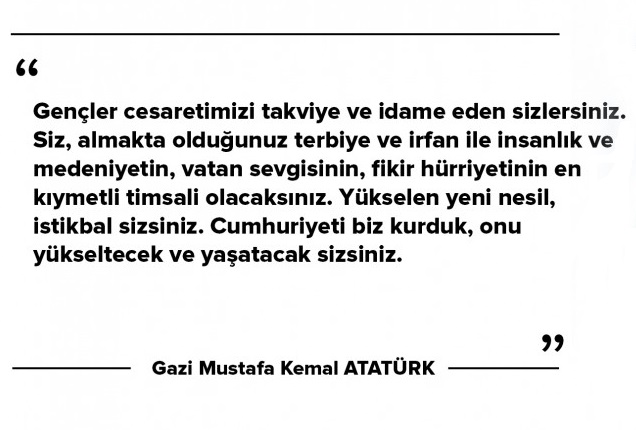 “
Gençler cesaretimizi takviye ve idame eden sizlersiniz.
Siz, almakta olduğunuz terbiye ve irfan ile insanlık ve
medeniyetin, vatan sevgisinin, fikir hürriyetinin en
kıymetli timsali olacaksınız. Yükselen yeni nesil,
istikbal sizsiniz. Cumhuriyeti biz kurduk, onu
yükseltecek ve yaşatacak sizsiniz.
”
Gazi Mustafa Kemal ATATÜRK